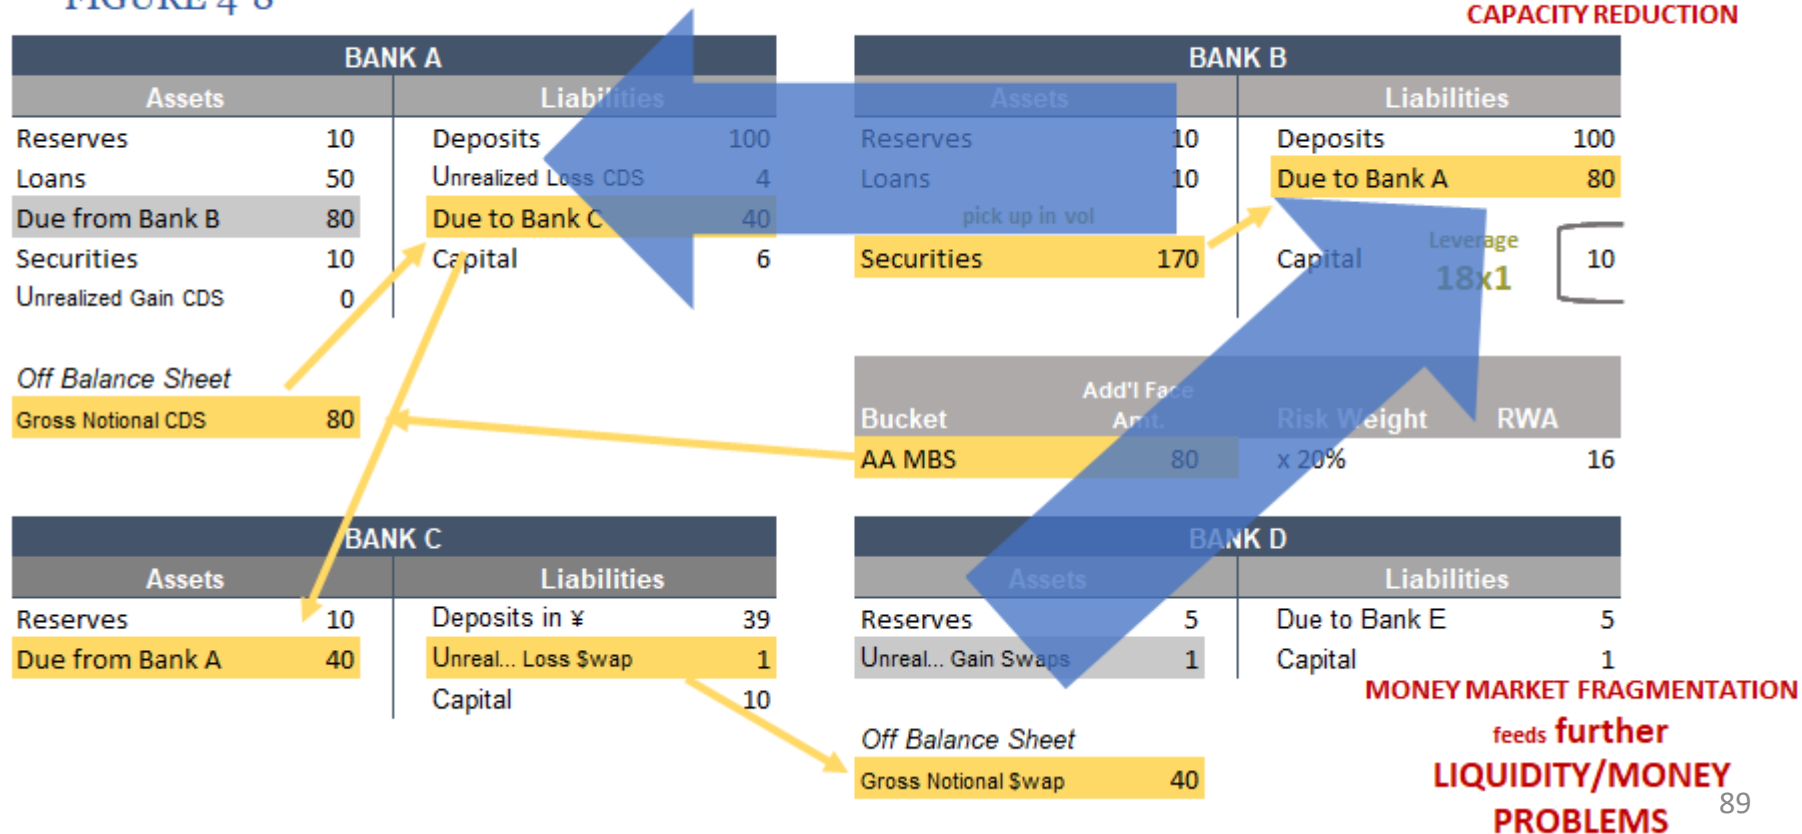 FIGURE 4-8
CAPACITY REDUCTION
BANK A
Assets Liabilities
Reserves 10 Deposits 100
Loans 50 Unrealized Loss CDS 4
Due from Bank B 80 Due to Bank C 40
Securities 10 Capital 6
Unrealized Gain CDS 0
Off Balance Sheet
Gross Notional CDS 80
BANK B
Assets Liabilities
Reserves 10 Deposits 100
Loans 10 Due to Bank A 80
pick up in vol
Securities 170 Capital 10
Leverage
18x1
Add'l Face
Bucket Amt. Risk Weight RWA
AA MBS 80 x 20% 16
BANK C
Assets Liabilities
Reserves 10 Deposits in ¥ 39
Due from Bank A 40 Unreal... Loss $wap 1
Capital 10
BANK D
Assets Liabilities
Reserves 5 Due to Bank E 5
Unreal... Gain Swaps 1 Capital 1
Off Balance Sheet
Gross Notional $wap 40
MONEY MARKET FRAGMENTATION
feeds further
LIQUIDITY/MONEY
PROBLEMS
89